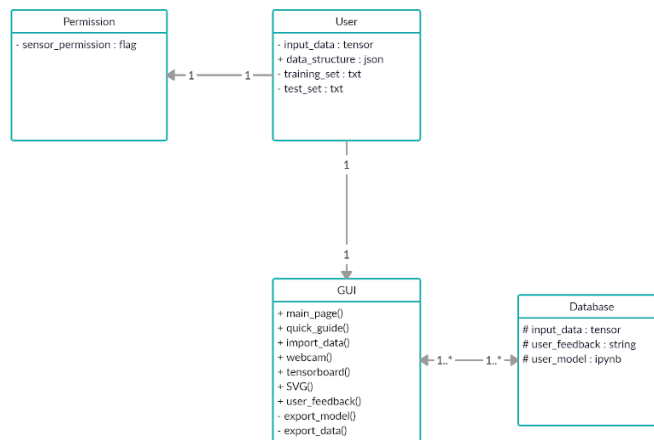 Permission
- sensor_permission : flag
User
- input_data : tensor
+ data_structure : json
- training_set : txt
- test_set : txt
1
1
1
1
GUI
+ main_page()
+ quick_guide()
+ import_data()
+ webcam()
+ tensorboard()
+ SVG()
+ user_feedback()
- export_model()
- export_data()
1..*
1..*
Database
# input_data : tensor
# user_feedback : string
# user_model : ipynb